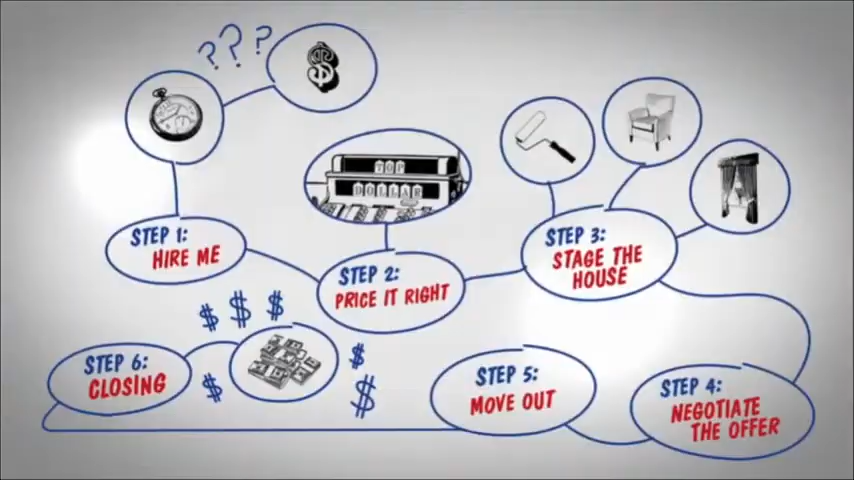 ???
$
STEP 1:
HIRE ME
TOP
DOLLAR
STEP 2:
PRICE IT RIGHT
STEP 3:
STAGE THE
HOUSE
STEP 4:
NEGOTIATE
THE OFFER
STEP 5:
MOVE OUT
$ $ $
$
$
$
STEP 6:
CLOSING